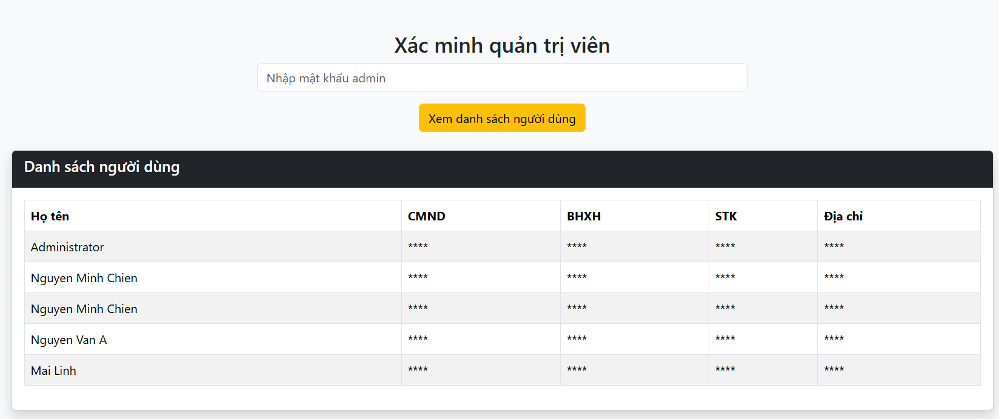 Xác minh quản trị viên
Nhập mật khẩu admin
Xem danh sách người dùng
Danh sách người dùng
Họ tên CMND BHXH STK Địa chỉ
Administrator **** **** **** ****
Nguyen Minh Chien **** **** **** ****
Nguyen Minh Chien **** **** **** ****
Nguyen Van A **** **** **** ****
Mai Linh **** **** **** ****